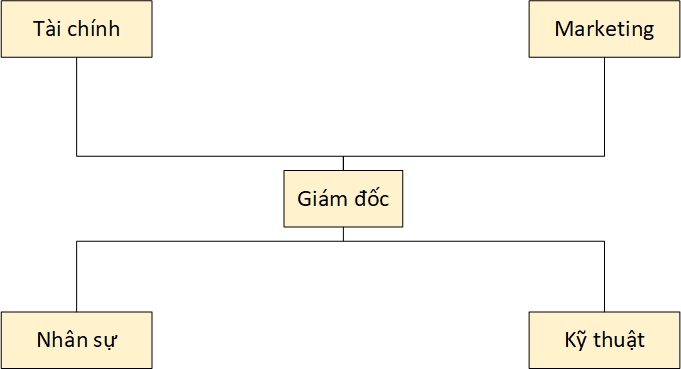 Tài chính
Marketing
Giám đốc
Nhân sự
Kỹ thuật